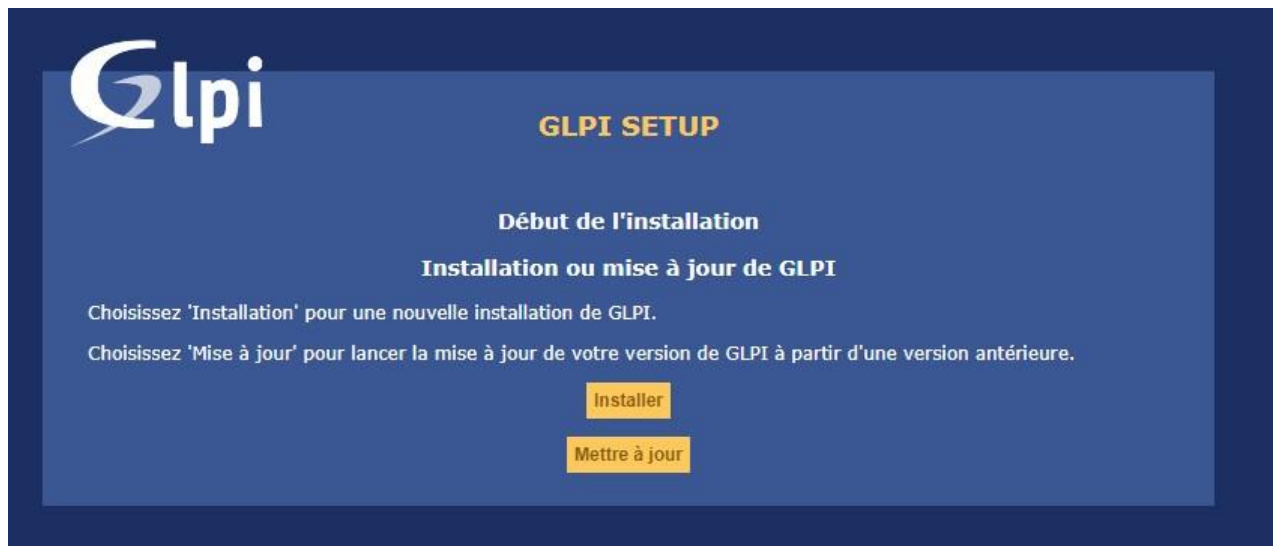 Glpi
GLPI SETUP
Début de l'installation
Installation ou mise à jour de GLPI
Choisissez 'Installation' pour une nouvelle installation de GLPI.
Choisissez 'Mise à jour' pour lancer la mise à jour de votre version de GLPI à partir d'une version antérieure.
Installer
Mettre à jour